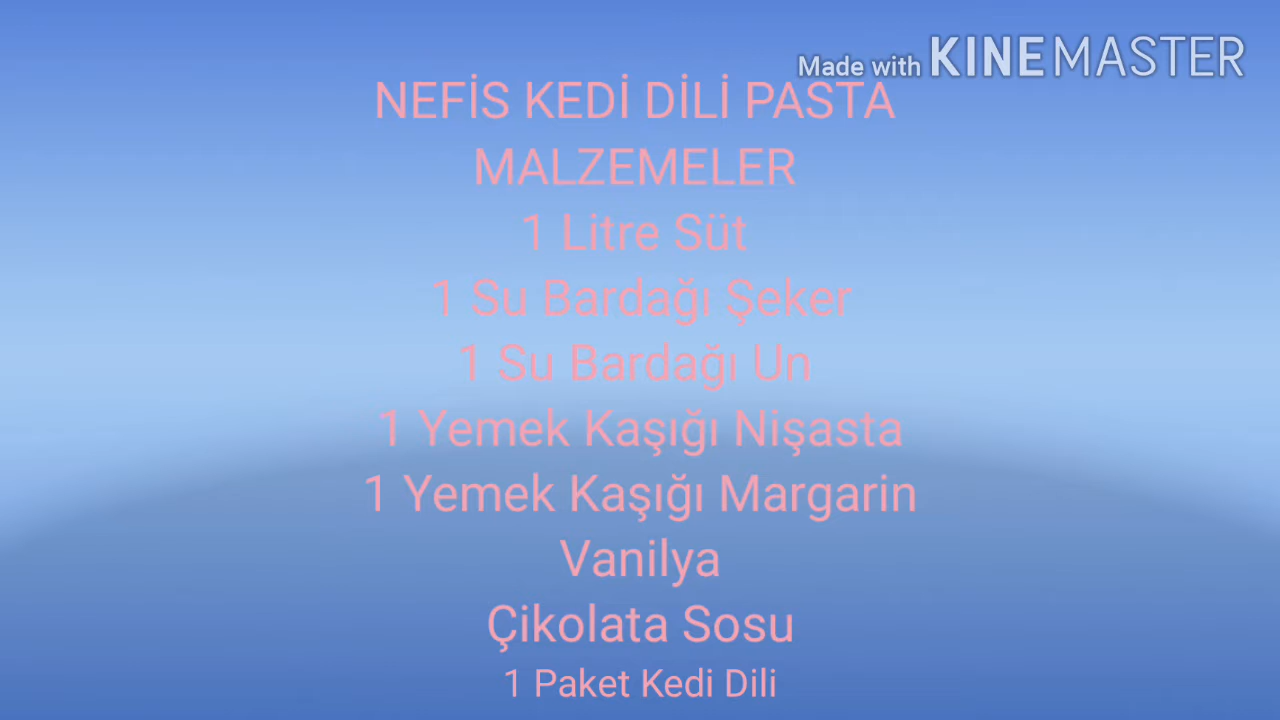 Made with KINEMASTER
NEFİS KEDİ DİLİ PASTA
MALZEMELER
1 Litre Süt
1 Su Bardağı Şeker
1 Su Bardağı Un
1 Yemek Kaşığı Nişasta
1 Yemek Kaşığı Margarin
Vanilya
Çikolata Sosu
1 Paket Kedi Dili